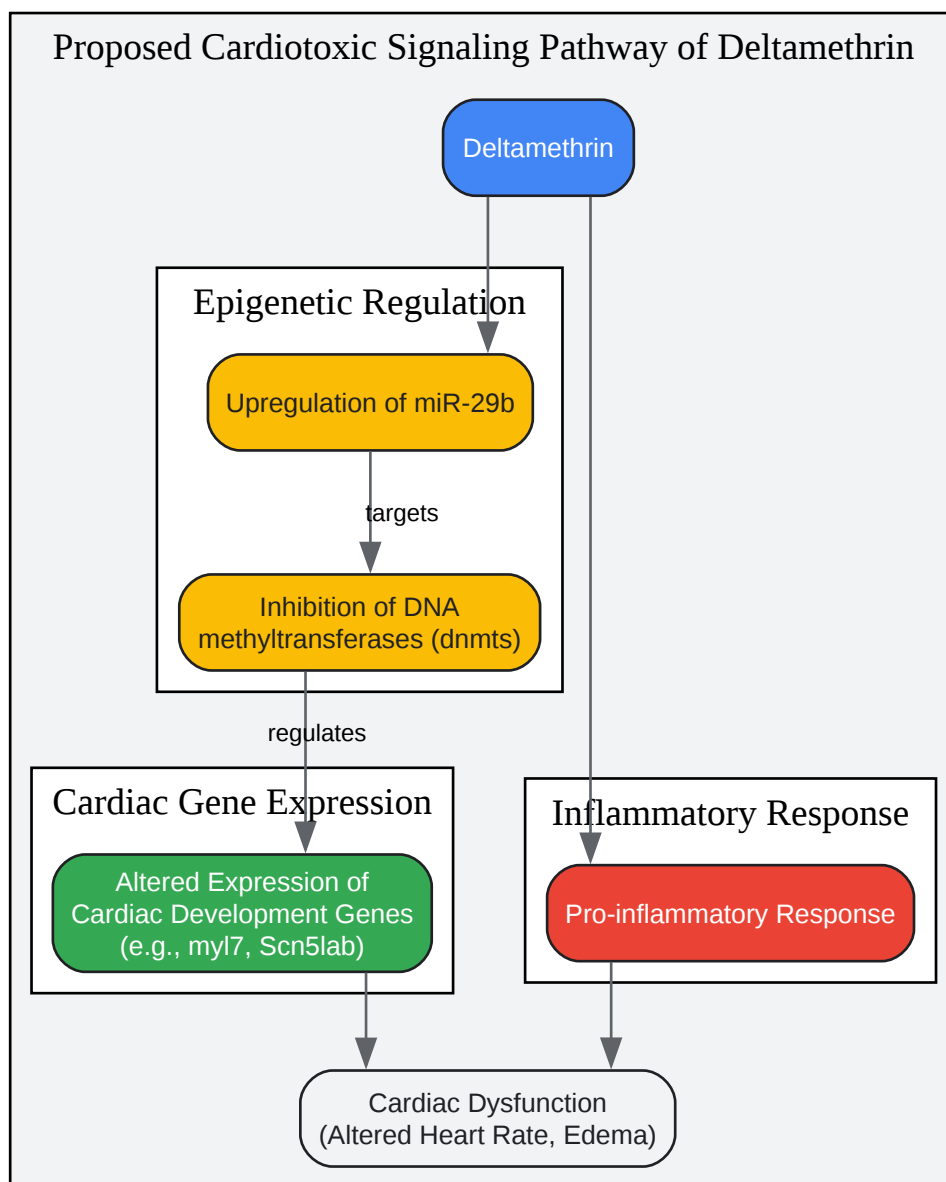 Proposed Cardiotoxic Signaling Pathway of Deltamethrin
Deltamethrin
Epigenetic Regulation
Upregulation of miR-29b
targets
Inhibition of DNA
methyltransferases (dnmts)
regulates
Cardiac Gene Expression
Altered Expression of
Cardiac Development Genes
(e.g., myl7, Scn5lab)
Inflammatory Response
Pro-inflammatory Response
Cardiac Dysfunction
(Altered Heart Rate, Edema)